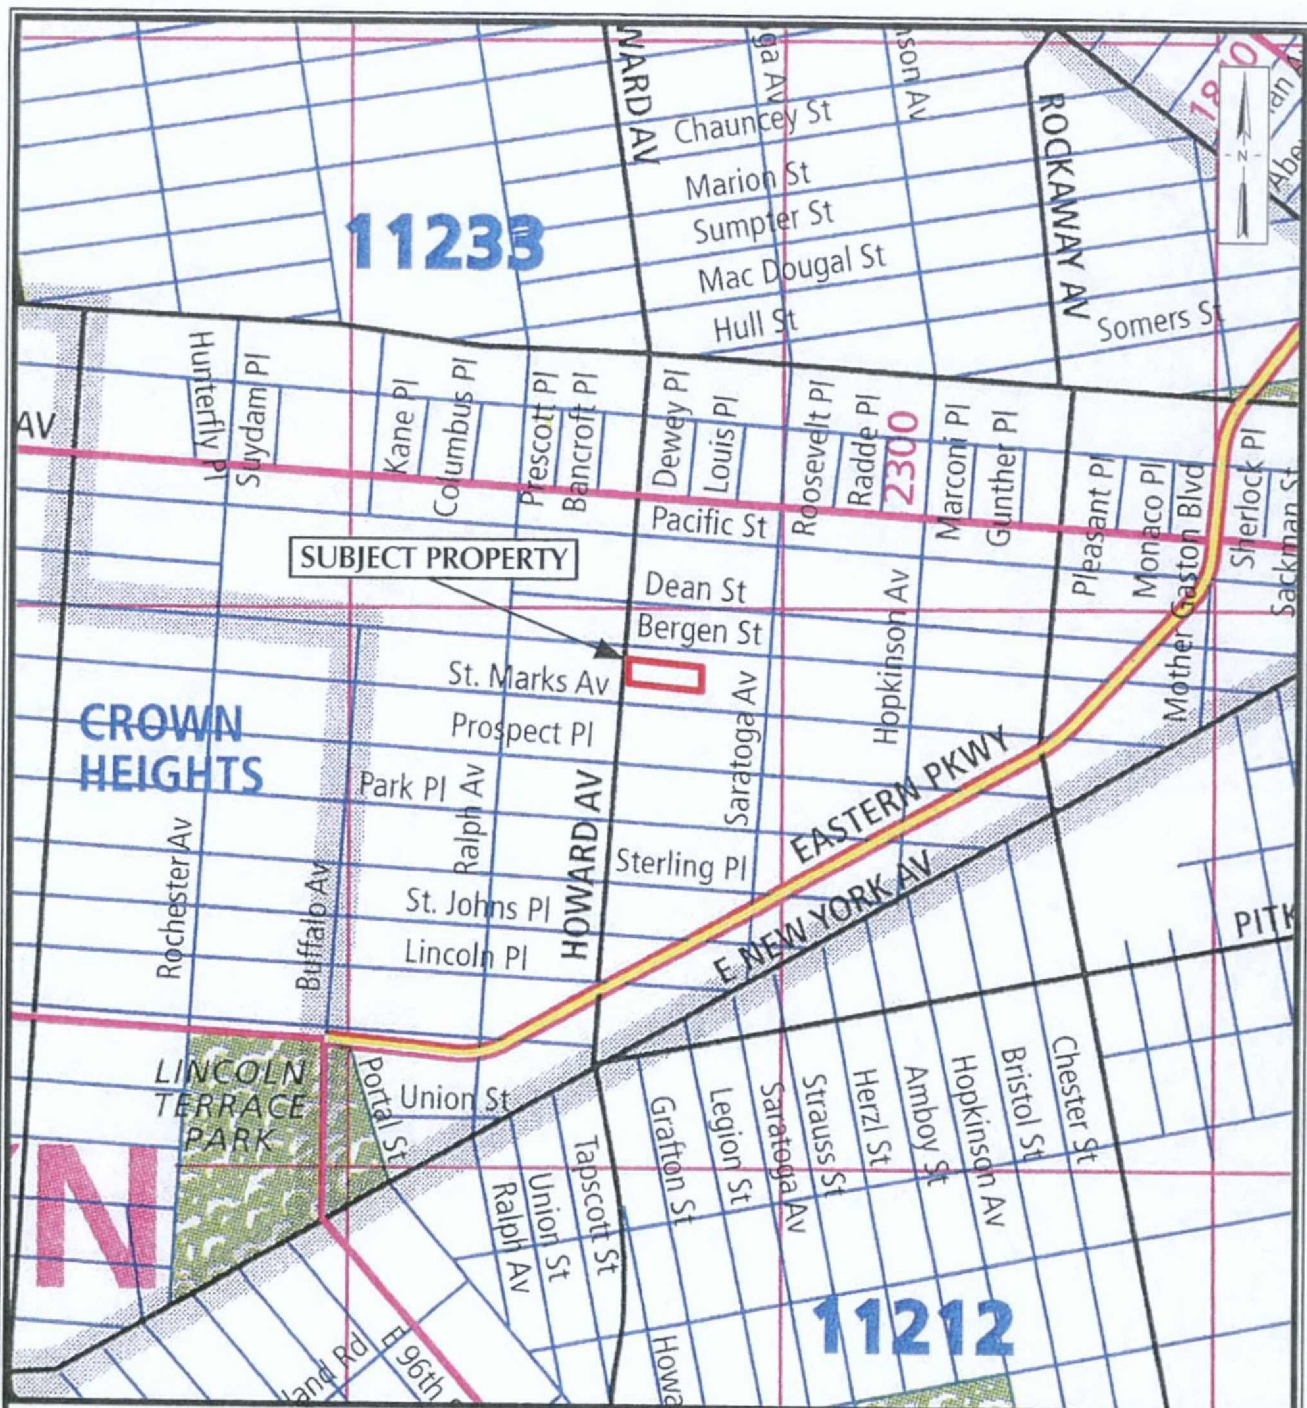 WARD AV
ga Av
nson Av
Chauncey St
Marion St
Sumpter St
Mac Dougal St
Hull St
ROCKAWAY AV
Somers St
N
11233
Hunterfly Pl
Suydam Pl
Kane Pl
Columbus Pl
Prescott Pl
Bancroft Pl
Dewey Pl
Louis Pl
Roosevelt Pl
Radde Pl
2300
Marconi Pl
Gunther Pl
Pleasant Pl
Monaco Pl
Mother Gaston Blvd
Sherlock Pl
Sackman St
AV
Pacific St
SUBJECT PROPERTY
Dean St
Bergen St
St. Marks Av
Prospect Pl
Park Pl
Ralph Av
HOWARD AV
Saratoga Av
Hopkinson Av
CROWN
HEIGHTS
EASTERN PKWY
Sterling Pl
E NEW YORK AV
Rochester Av
Buffalo Av
St. Johns Pl
Lincoln Pl
PITK
LINCOLN
TERRACE
PARK
Portal St
Union St
N
Ralph Av
Union St
Tapscott St
Grafton St
Legion St
Saratoga Av
Strauss St
Herzl St
Amboy St
Hopkinson Av
Bristol St
Chester St
11212
land Rd
E 96th
Howa